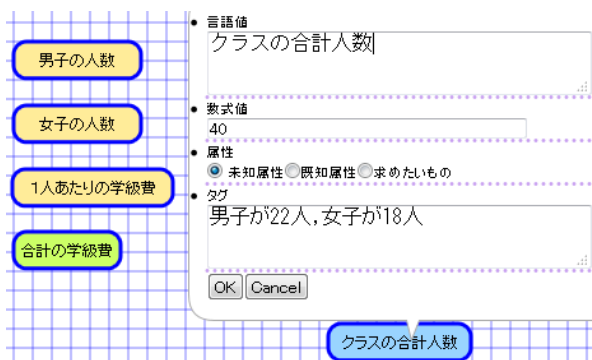 男子の人数
女子の人数
1人あたりの学級費
合計の学級費
言語値
クラスの合計人数
数式値
40
属性
未知属性 既知属性 求めたいもの
タグ
男子が22人,女子が18人
OK Cancel
クラスの合計人数